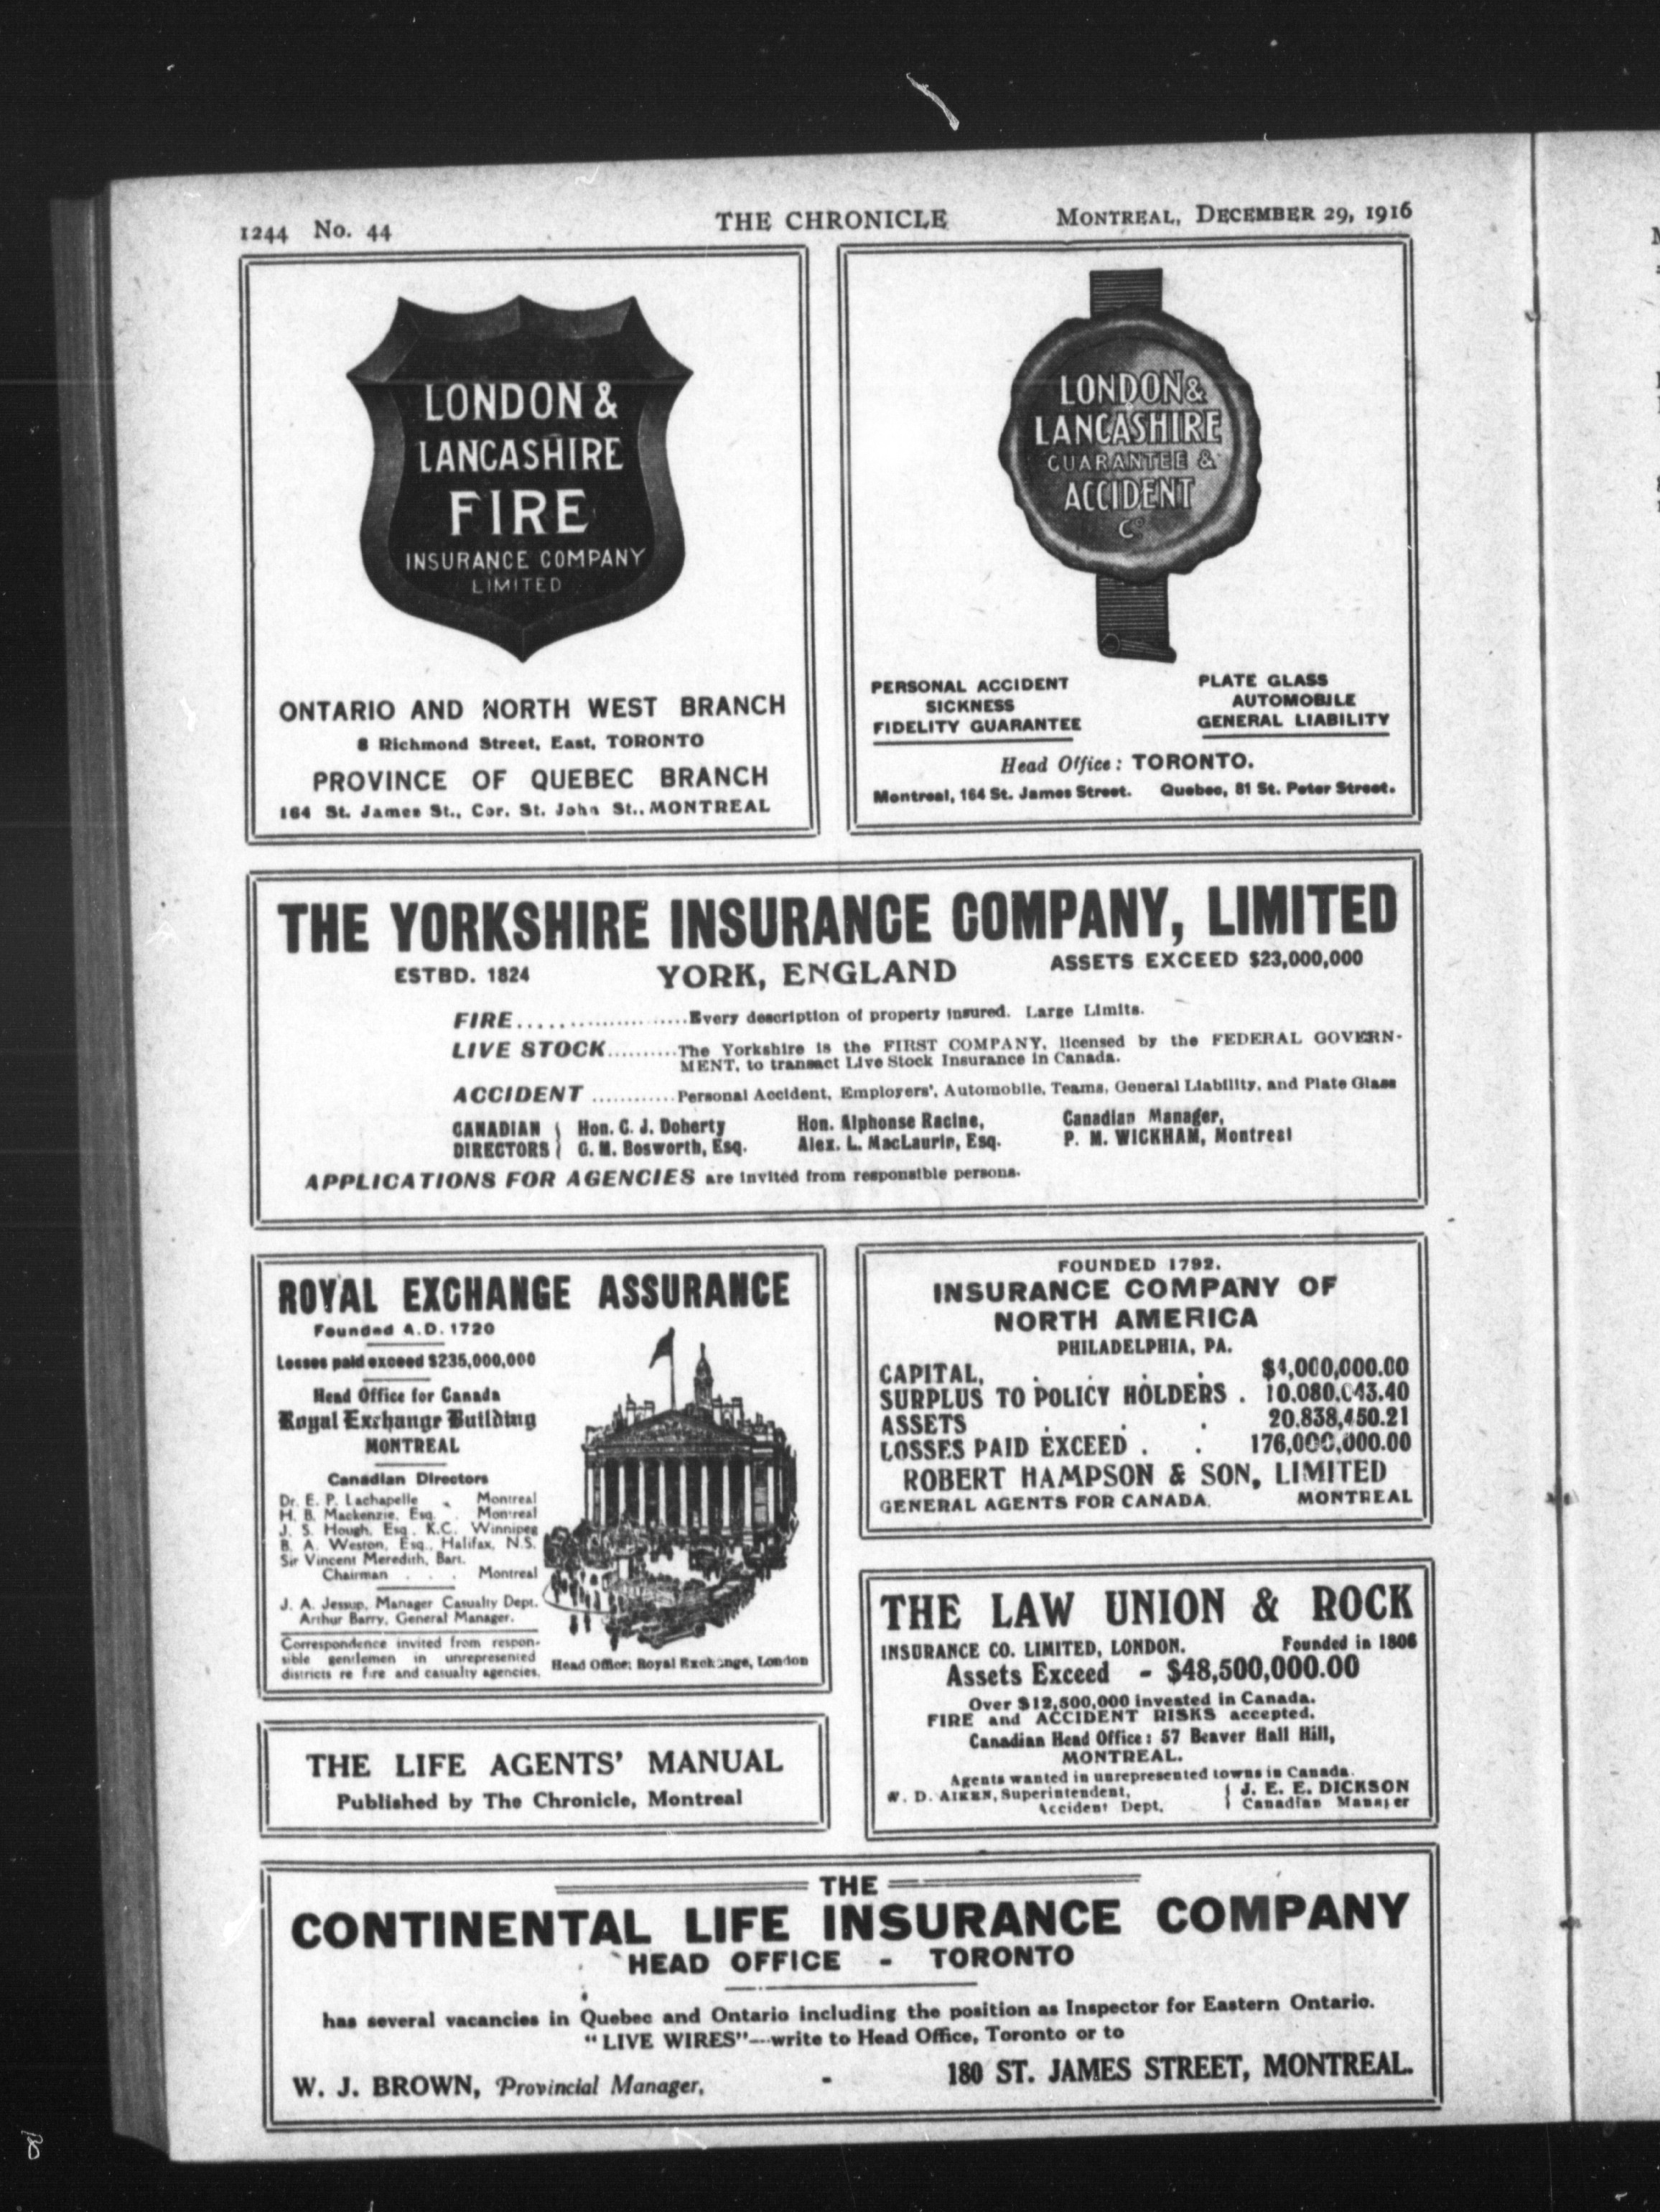 1244 No. 44
THE CHRONICLE
MONTREAL, DECEMBER 29, 1916
LONDON &
LANCASHIRE
FIRE
INSURANCE COMPANY
LIMITED
ONTARIO AND NORTH WEST BRANCH
8 Richmond Street, East, TORONTO
PROVINCE OF QUEBEC BRANCH
164 St. James St., Cor. St. John St., MONTREAL
LONDON &
LANCASHIRE
GUARANTEE &
ACCIDENT
Co
PERSONAL ACCIDENT
SICKNESS
FIDELITY GUARANTEE
PLATE GLASS
AUTOMOBILE
GENERAL LIABILITY
Head Office: TORONTO.
Montreal, 164 St. James Street. Quebec, 81 St. Peter Street.
THE YORKSHIRE INSURANCE COMPANY, LIMITED
ESTBD. 1824 YORK, ENGLAND ASSETS EXCEED $23,000,000
FIRE....................Every description of property insured. Large Limits.
LIVE STOCK..........The Yorkshire is the FIRST COMPANY, licensed by the FEDERAL GOVERN-
MENT, to transact Live Stock Insurance in Canada.
ACCIDENT ............Personal Accident, Employers', Automobile, Teams, General Liability, and Plate Glass
CANADIAN { Hon. C. J. Doherty Hon. Alphonse Racine, Canadian Manager,
DIRECTORS { G. M. Bosworth, Esq. Alex. L. MacLaurin, Esq. P. M. WICKHAM, Montreal
APPLICATIONS FOR AGENCIES are invited from responsible persons.
ROYAL EXCHANGE ASSURANCE
Founded A.D. 1720
Losses paid exceed $235,000,000
Head Office for Canada
Royal Exchange Building
MONTREAL
Canadian Directors
Dr. E. P. Lachapelle . Montreal
H. B. Mackenzie, Esq. . Montreal
J. S. Hough, Esq., K.C. Winnipeg
B. A. Weston, Esq., Halifax, N.S.
Sir Vincent Meredith, Bart.
Chairman . . . Montreal
J. A. Jessup, Manager Casualty Dept.
Arthur Barry, General Manager.
Correspondence invited from respon-
sible gentlemen in unrepresented
districts re fire and casualty agencies.
Head Office: Royal Exchange, London
FOUNDED 1792.
INSURANCE COMPANY OF
NORTH AMERICA
PHILADELPHIA, PA.
CAPITAL, . . . $4,000,000.00
SURPLUS TO POLICY HOLDERS . 10,080,043.40
ASSETS . . . 20,838,450.21
LOSSES PAID EXCEED . . 176,000,000.00
ROBERT HAMPSON & SON, LIMITED
GENERAL AGENTS FOR CANADA. MONTREAL
THE LAW UNION & ROCK
INSURANCE CO. LIMITED, LONDON. Founded in 1806
Assets Exceed - $48,500,000.00
Over $12,500,000 invested in Canada.
FIRE and ACCIDENT RISKS accepted.
Canadian Head Office: 57 Beaver Hall Hill,
MONTREAL.
Agents wanted in unrepresented towns in Canada.
W. D. AIKEN, Superintendent, { J. E. E. DICKSON
Accident Dept. { Canadian Manager
THE LIFE AGENTS' MANUAL
Published by The Chronicle, Montreal
THE
CONTINENTAL LIFE INSURANCE COMPANY
HEAD OFFICE - TORONTO
has several vacancies in Quebec and Ontario including the position as Inspector for Eastern Ontario.
"LIVE WIRES"—write to Head Office, Toronto or to
W. J. BROWN, Provincial Manager, - 180 ST. JAMES STREET, MONTREAL.